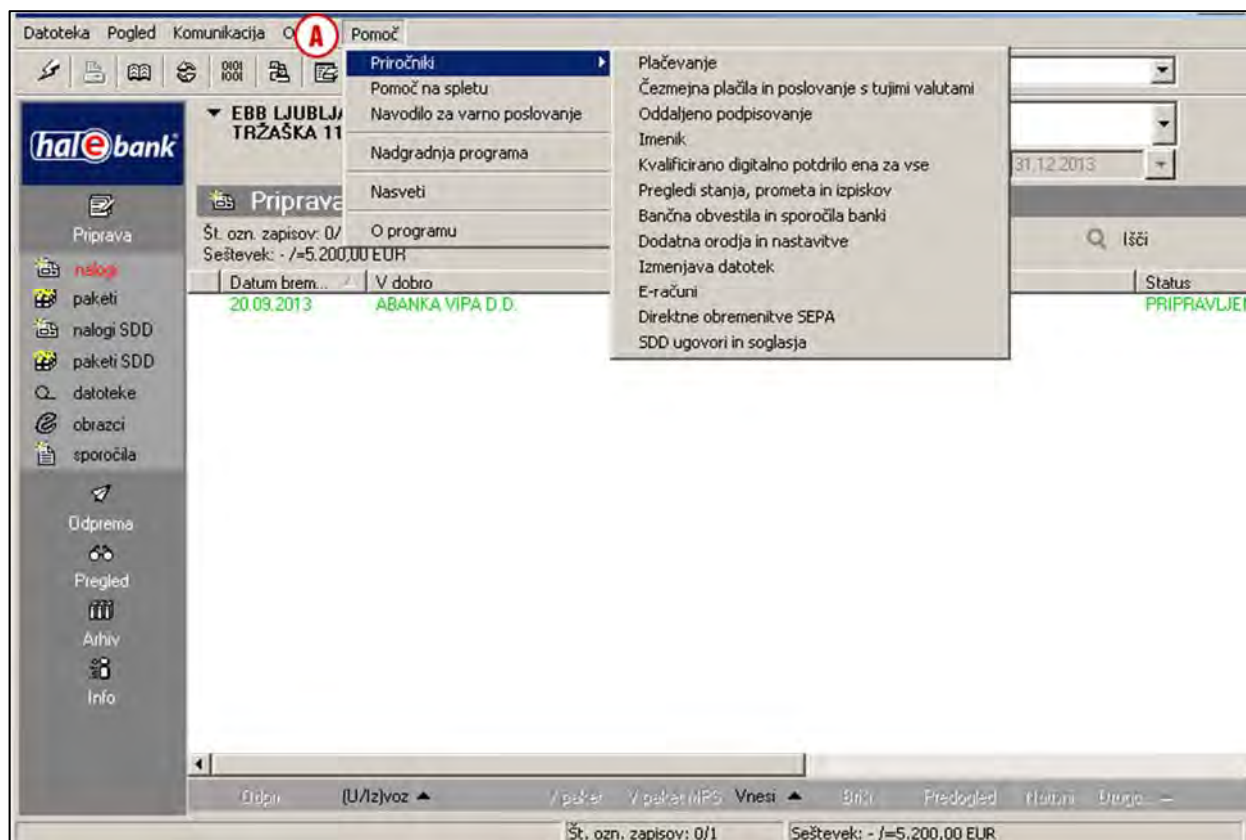 Datoteka Pogled Komunikacija O A Pomoč
Priročniki
Pomoč na spletu
Navodilo za varno poslovanje
Nadgradnja programa
Nasveti
O programu
Plačevanje
Čezmejna plačila in poslovanje s tujimi valutami
Oddaljeno podpisovanje
Imenik
Kvalificirano digitalno potdrilo ena za vse
Pregledi stanja, prometa in izpiskov
Bančna obvestila in sporočila banki
Dodatna orodja in nastavitve
Izmenjava datotek
E-računi
Direktne obremenitve SEPA
SDD ugovori in soglasja
halebank
EBB LJUBLJA
TRŽAŠKA 11
31.12.2013
Priprava
Št. ozn. zapisov: 0/
Seštevek: - /=5.200,00 EUR
Išči
Datum brem... V dobro Status
20.09.2013 ABANKA VIPA D.D. PRIPRAVLJEN
Priprava
nalogi
paketi
nalogi SDD
paketi SDD
datoteke
obrazci
sporočila
Odprema
Pregled
Arhiv
Info
Odpri (U/Iz)voz V paket V paket MPS Vnesi Briši Predogled Natisni Drugo
Št. ozn. zapisov: 0/1 Seštevek: - /=5.200,00 EUR